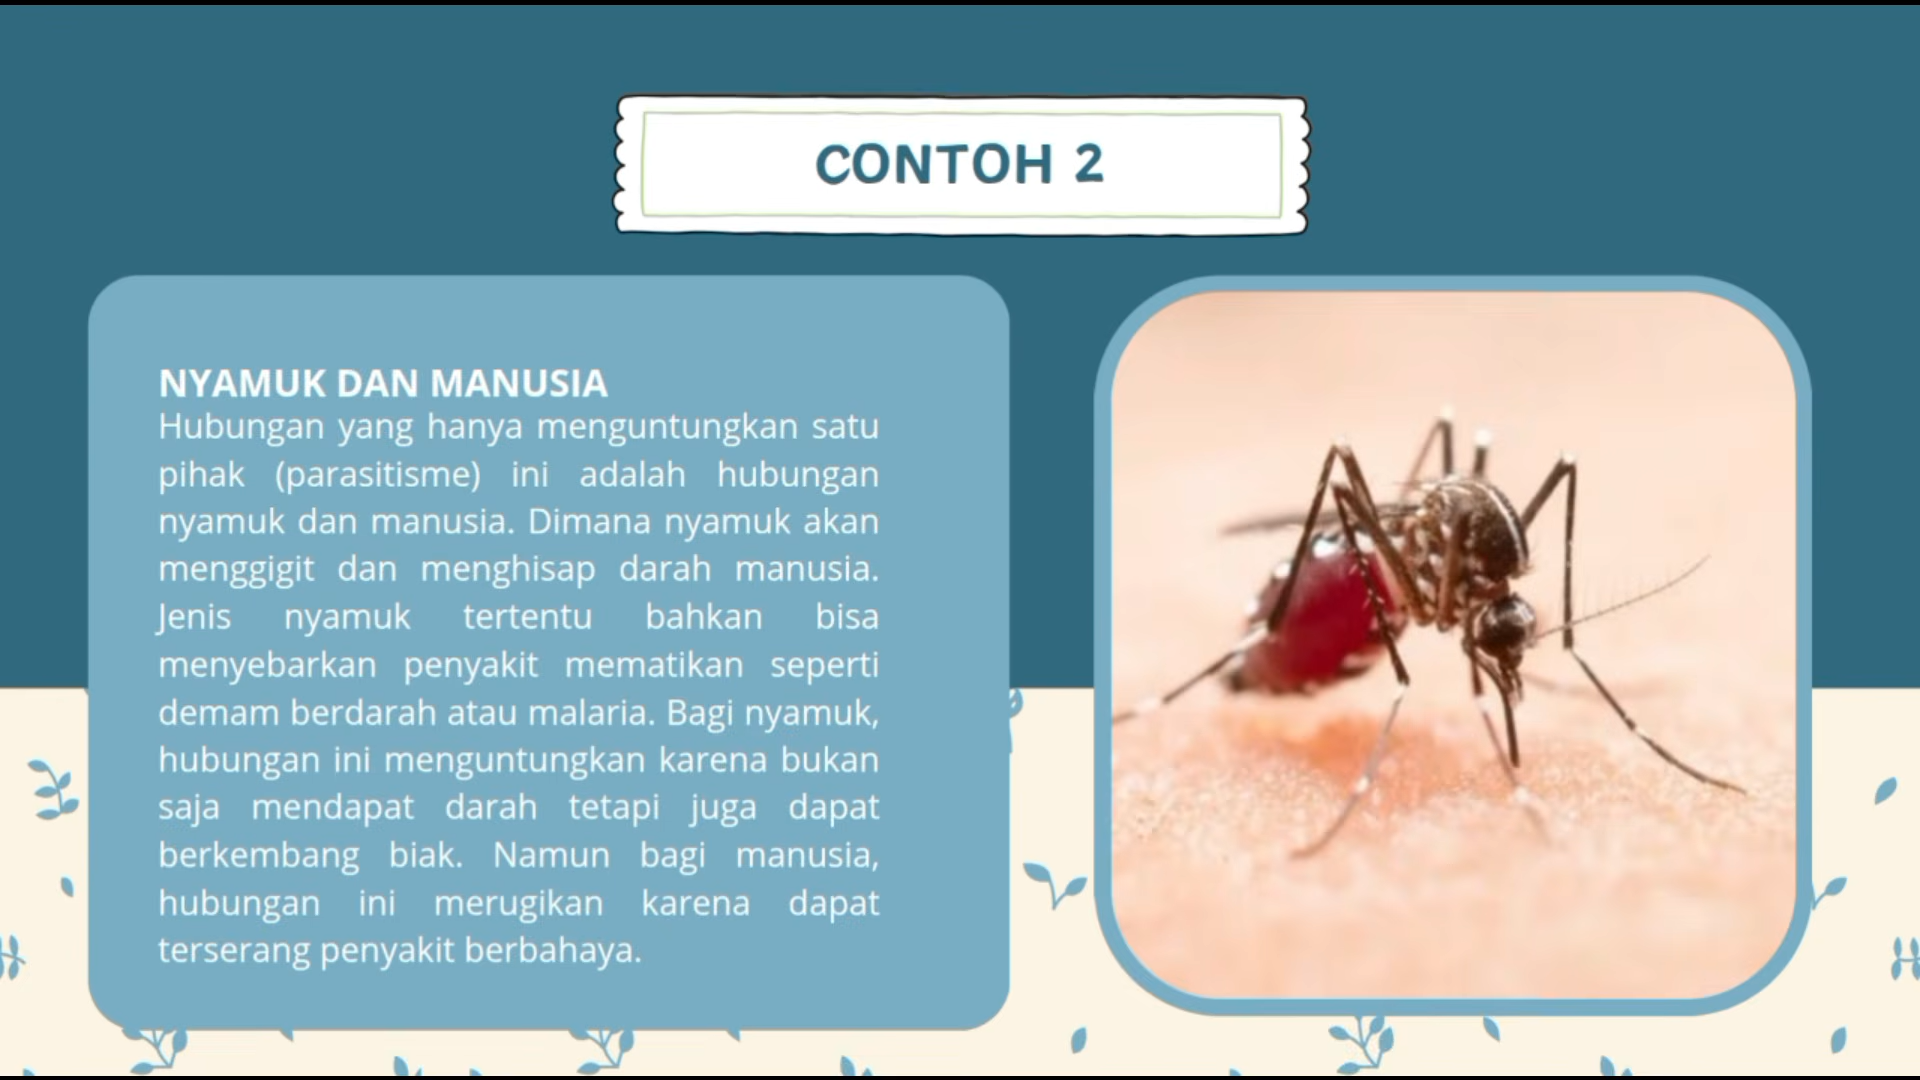 CONTOH 2
NYAMUK DAN MANUSIA
Hubungan yang hanya menguntungkan satu
pihak (parasitisme) ini adalah hubungan
nyamuk dan manusia. Dimana nyamuk akan
menggigit dan menghisap darah manusia.
Jenis nyamuk tertentu bahkan bisa
menyebarkan penyakit mematikan seperti
demam berdarah atau malaria. Bagi nyamuk,
hubungan ini menguntungkan karena bukan
saja mendapat darah tetapi juga dapat
berkembang biak. Namun bagi manusia,
hubungan ini merugikan karena dapat
terserang penyakit berbahaya.